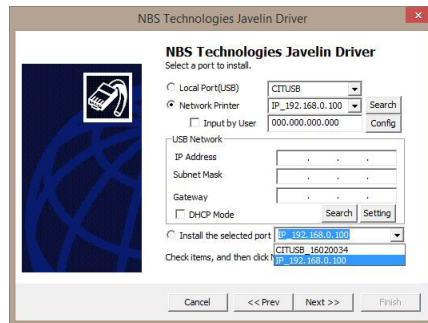 NBS Technologies Javelin Driver
NBS Technologies Javelin Driver
Select a port to install.
Local Port(USB) CITUSB
Network Printer IP_192.168.0.100 Search
Input by User 000.000.000.000 Config
USB Network
IP Address . . .
Subnet Mask . . .
Gateway . . .
DHCP Mode Search Setting
Install the selected port IP_192.168.0.100
CITUSB_16020034
Check items, and then click IP_192.168.0.100
Cancel << Prev Next >> Finish